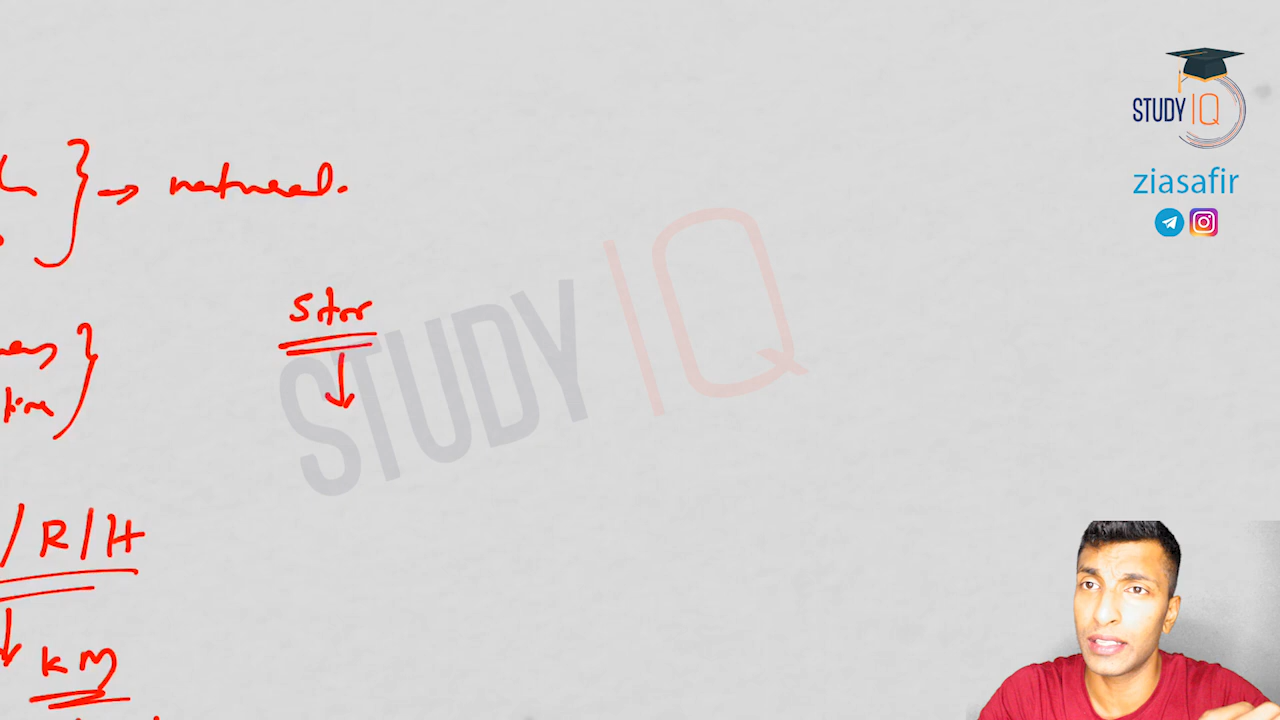 STUDY IQ
ziasafir
} → natural.
Star
STUDY IQ
/ R / H
KM